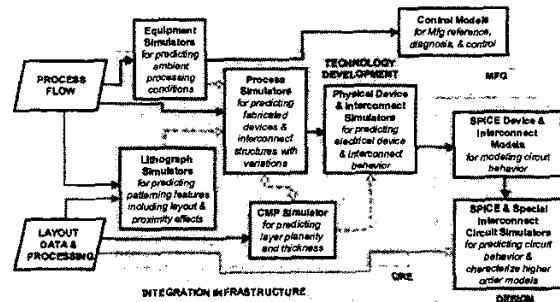 Equipment
Simulators
for predicting
ambient
processing
conditions
Control Models
for Mfg reference,
diagnosis, & control
PROCESS
FLOW
TECHNOLOGY
DEVELOPMENT
MFG
Process
Simulators
for predicting
fabricated
devices &
interconnect
structures with
variations
Physical Device
& Interconnect
Simulators
for predicting
electrical device
& interconnect
behavior
SPICE Device &
Interconnect
Models
for modeling circuit
behavior
Lithograph
Simulators
for predicting
patterning features
including layout &
proximity effects
LAYOUT
DATA &
PROCESSING
CMP Simulator
for predicting
layer planarity
and thickness
SPICE & Special
Interconnect
Circuit Simulators
for predicting circuit
behavior &
characterize higher
order models
CRE
INTEGRATION INFRASTRUCTURE
DESIGN